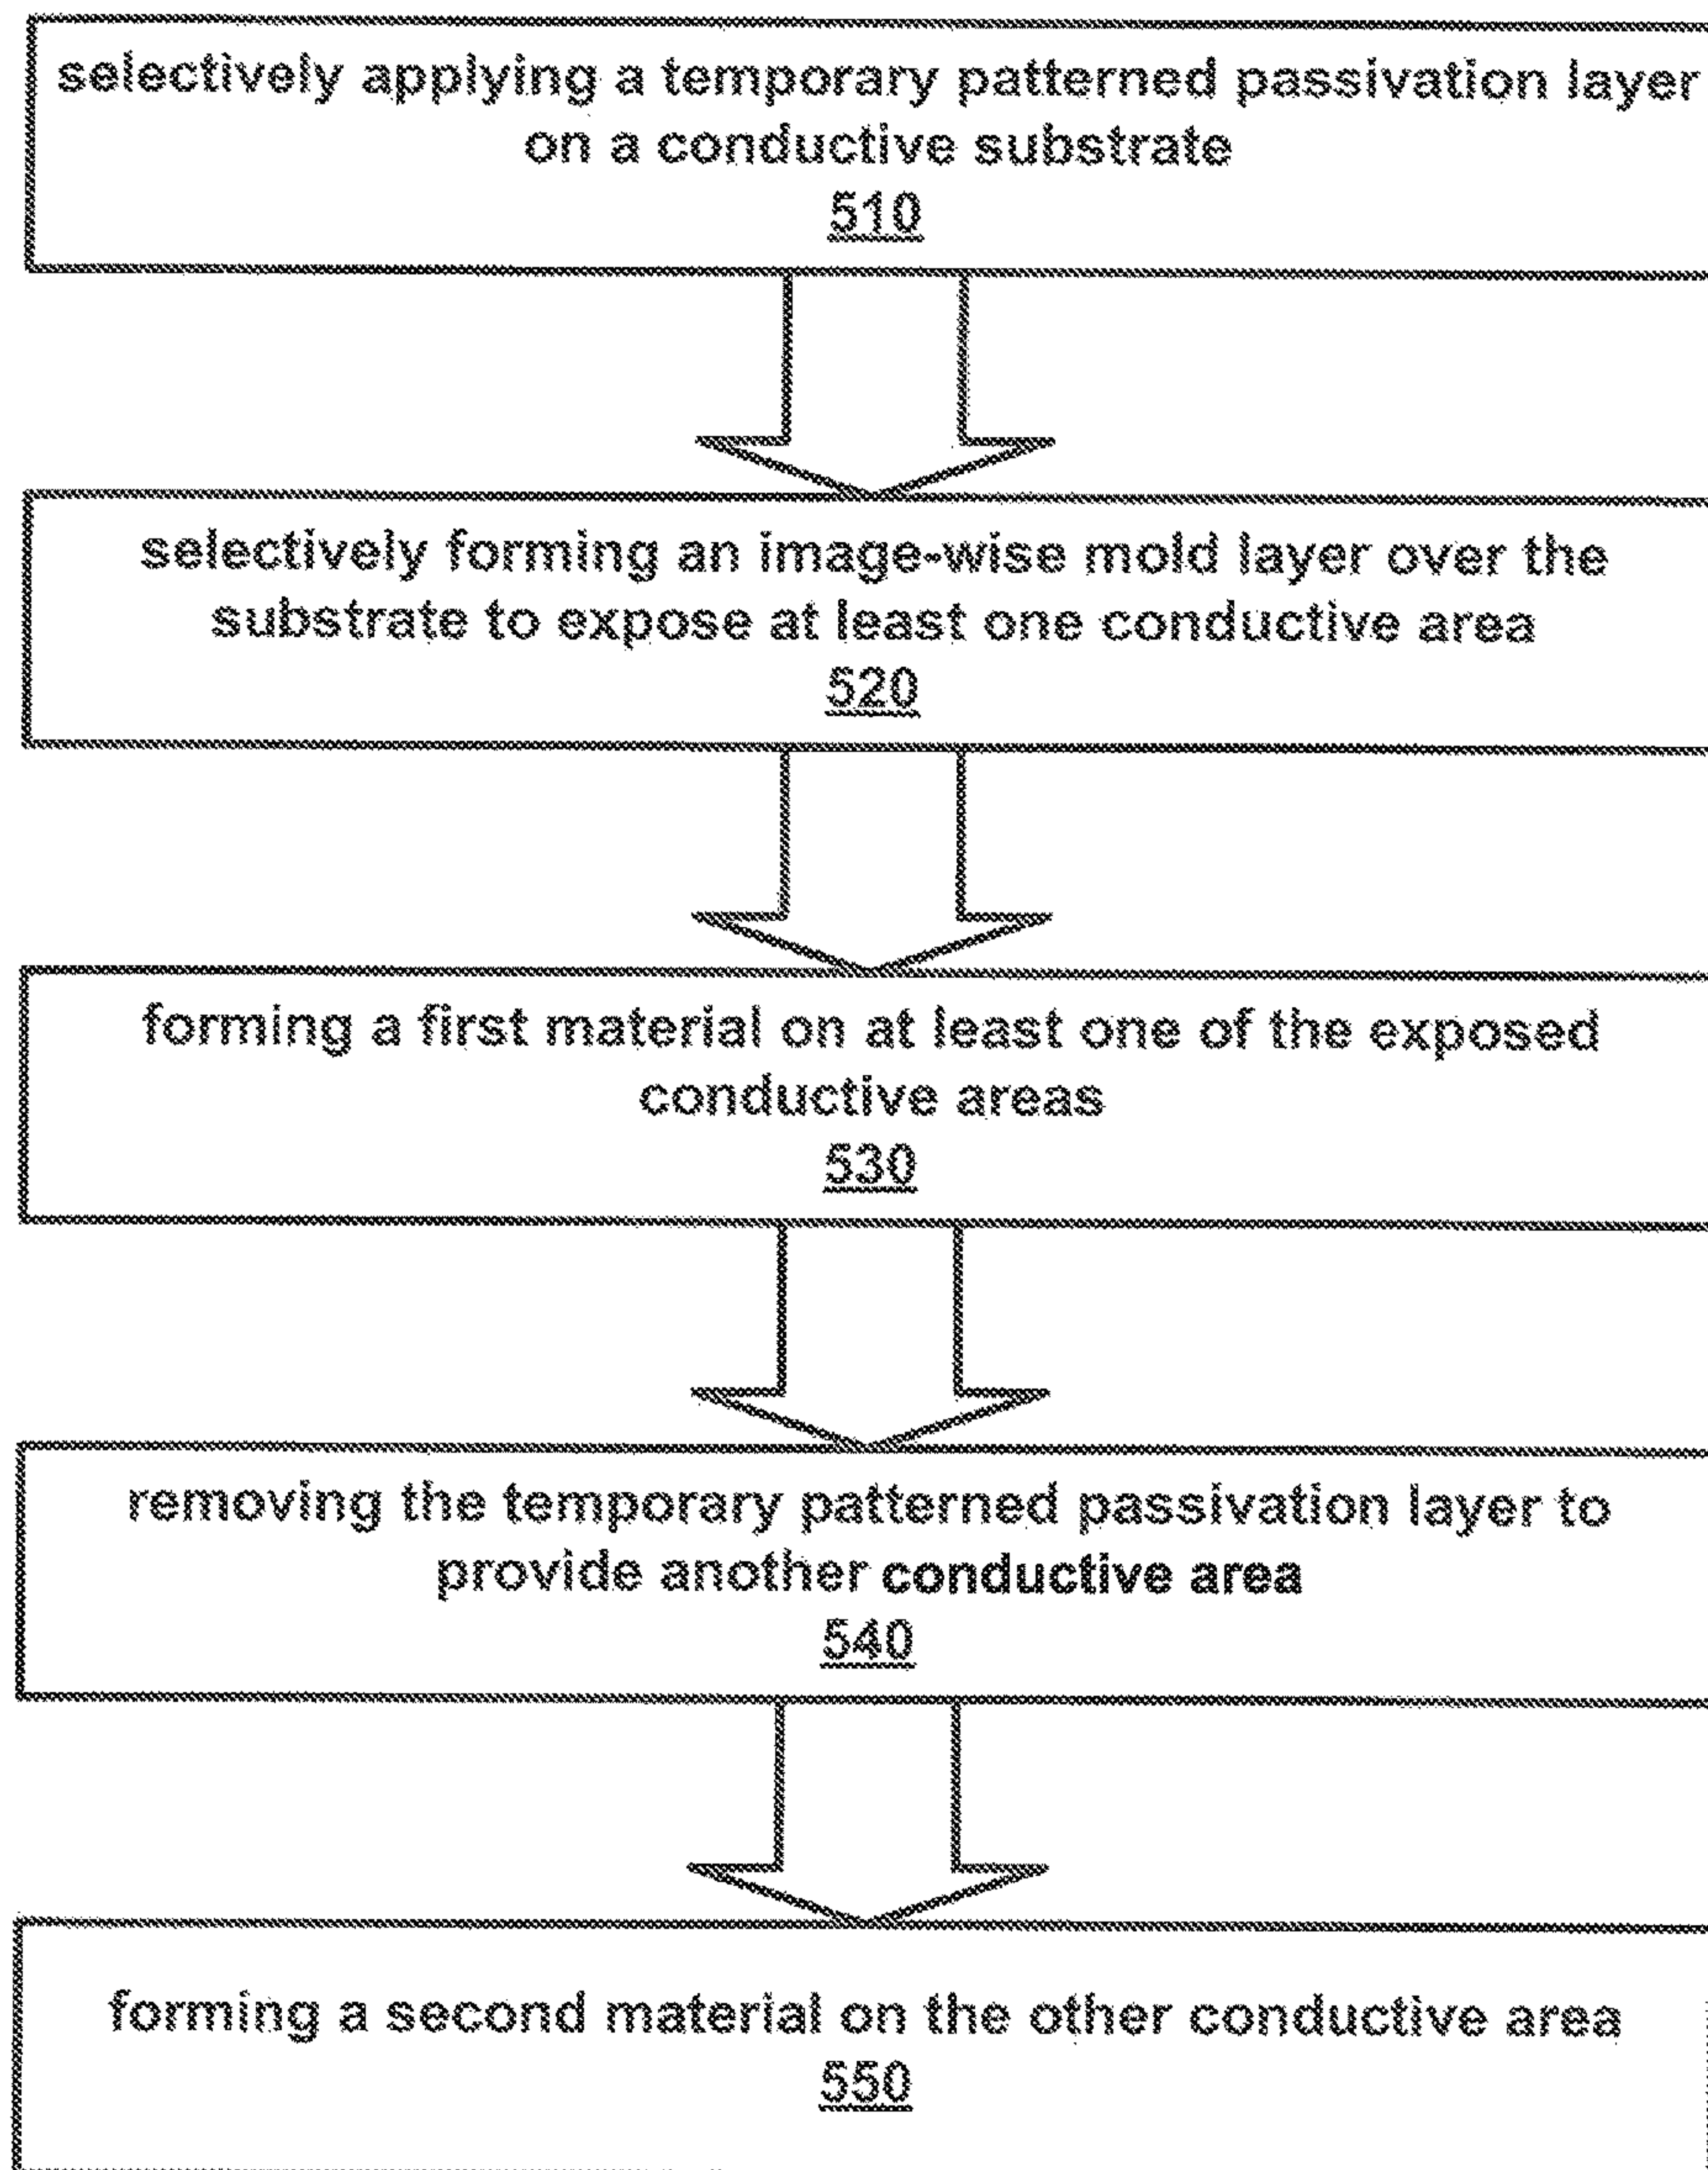 selectively applying a temporary patterned passivation layer
on a conductive substrate
510
selectively forming an image-wise mold layer over the
substrate to expose at least one conductive area
520
forming a first material on at least one of the exposed
conductive areas
530
removing the temporary patterned passivation layer to
provide another conductive area
540
forming a second material on the other conductive area
550